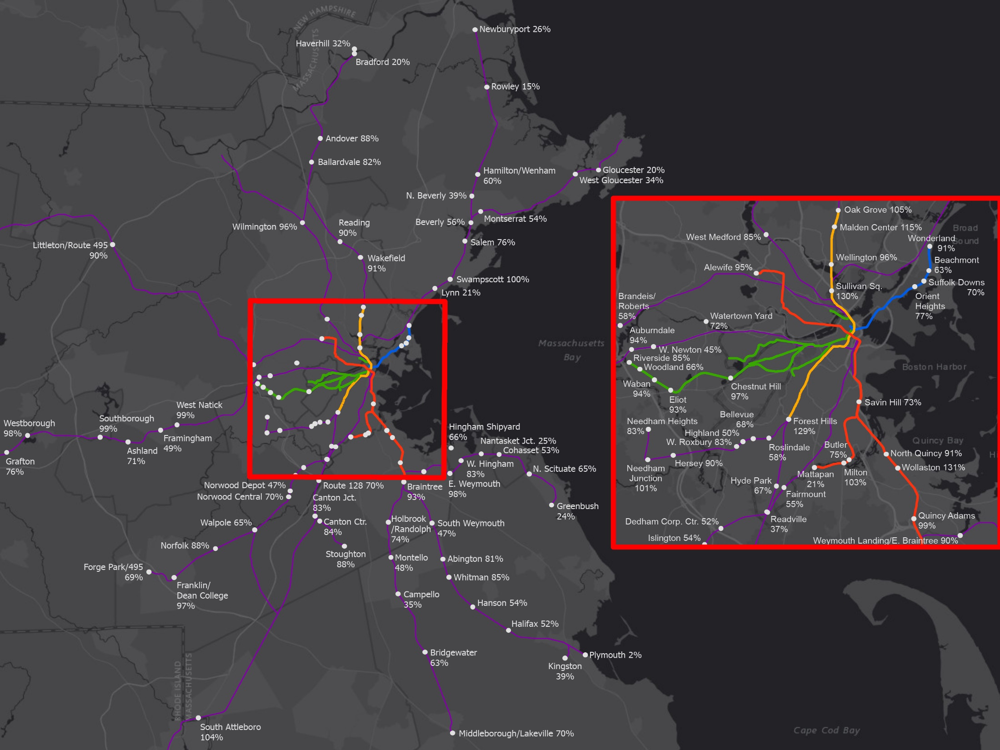 NEW HAMPSHIRE
MASSACHUSETTS
Newburyport 26%
Haverhill 32%
Bradford 20%
Rowley 15%
Andover 88%
Ballardvale 82%
Hamilton/Wenham
60%
Gloucester 20%
West Gloucester 34%
N. Beverly 39%
Montserrat 54%
Beverly 56%
Wilmington 96%
Reading
90%
Salem 76%
Littleton/Route 495
90%
Wakefield
91%
Swampscott 100%
Lynn 21%
Massachusetts
Bay
West Natick
99%
Southborough
99%
Westborough
98%
Framingham
49%
Ashland
71%
Grafton
76%
Hingham Shipyard
66%
Nantasket Jct. 25%
Cohasset 53%
W. Hingham
83%
N. Scituate 65%
E. Weymouth
98%
Greenbush
24%
Norwood Depot 47%
Norwood Central 70%
Route 128 70%
Braintree
93%
Canton Jct.
83%
Canton Ctr.
84%
Holbrook
/Randolph
74%
South Weymouth
47%
Walpole 65%
Norfolk 88%
Stoughton
88%
Montello
48%
Abington 81%
Forge Park/495
69%
Franklin/
Dean College
97%
Whitman 85%
Campello
35%
Hanson 54%
Halifax 52%
Bridgewater
63%
Plymouth 2%
Kingston
39%
RHODE ISLAND
MASSACHUSETTS
South Attleboro
104%
Middleborough/Lakeville 70%
Cape Cod Bay
Oak Grove 105%
Malden Center 115%
Broad
Sound
West Medford 85%
Wonderland
91%
Wellington 96%
Beachmont
63%
Alewife 95%
Suffolk Downs
70%
Sullivan Sq.
130%
Orient
Heights
77%
Brandeis/
Roberts
58%
Watertown Yard
72%
Auburndale
94%
W. Newton 45%
Riverside 85%
Woodland 66%
Boston Harbor
Waban
94%
Chestnut Hill
97%
Eliot
93%
Savin Hill 73%
Bellevue
68%
Forest Hills
129%
Needham Heights
83%
Highland 50%
W. Roxbury 83%
Quincy Bay
Hi
Roslindale
58%
Butler
75%
North Quincy 91%
Hersey 90%
Needham
Junction
101%
Wollaston 131%
Mattapan
21%
Milton
103%
Hyde Park
67%
Fairmount
55%
Dedham Corp. Ctr. 52%
Readville
37%
Quincy Adams
99%
Islington 54%
Weymouth Landing/E. Braintree 90%